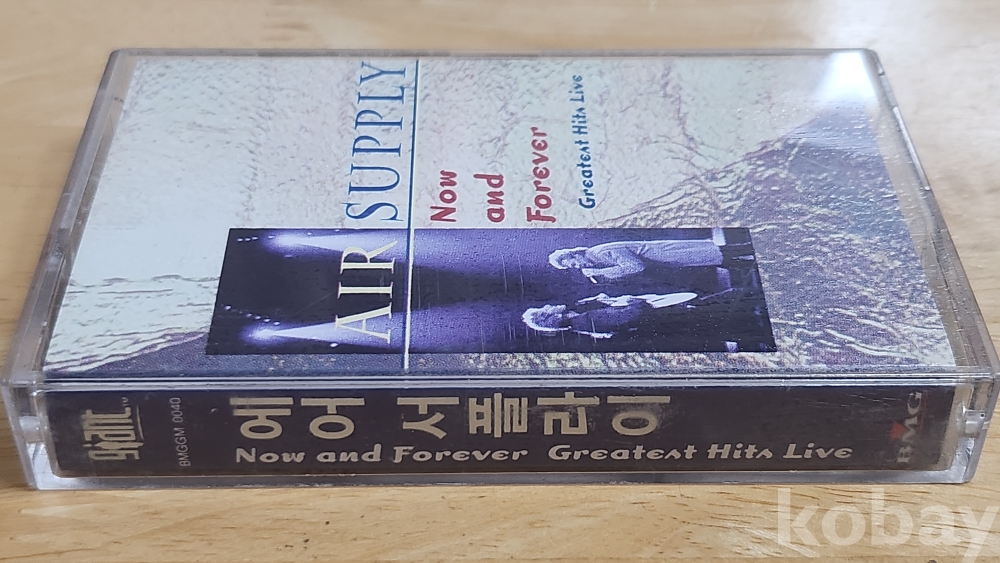 AIR SUPPLY
Now
and
Forever
Greatest Hits Live
giant™
BMGGM 0040
에어 서플라이
Now and Forever Greatest Hits Live
BMG
kobay